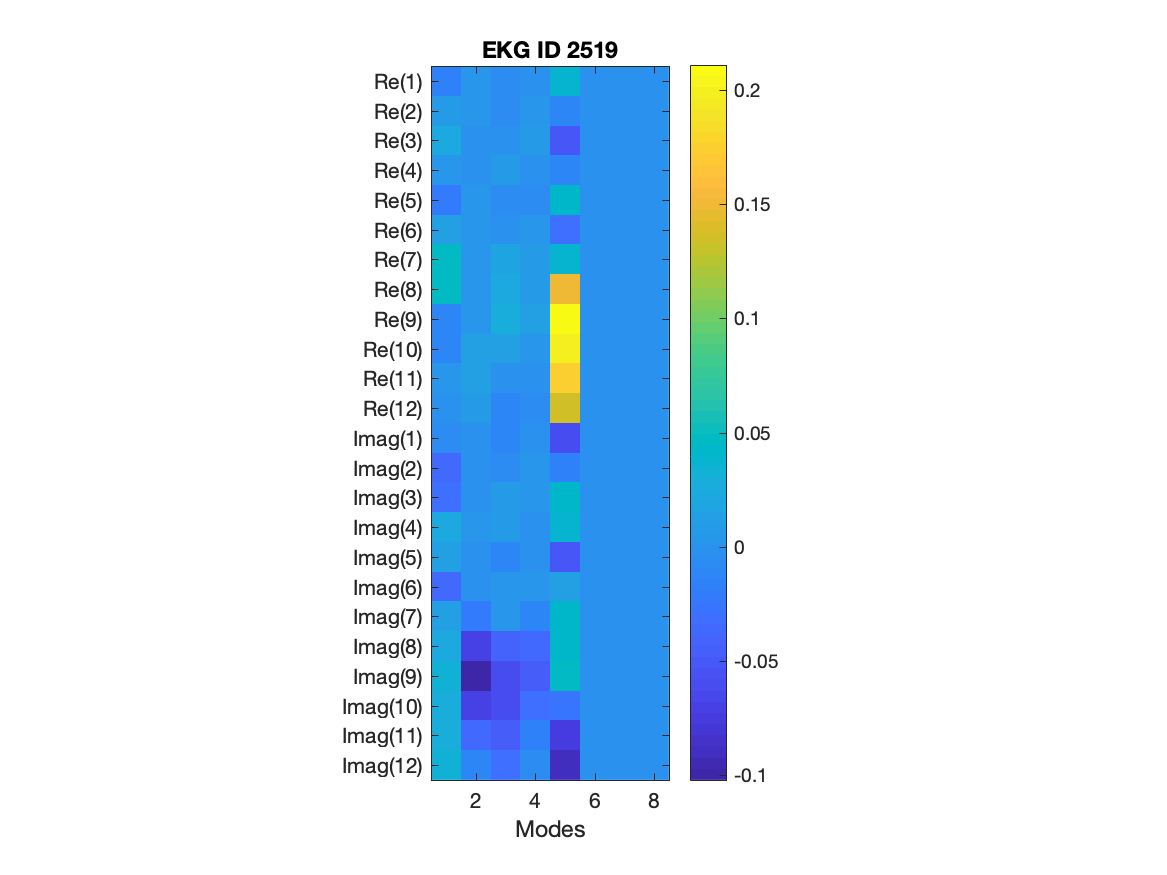 EKG ID 2519
Re(1)
Re(2)
Re(3)
Re(4)
Re(5)
Re(6)
Re(7)
Re(8)
Re(9)
Re(10)
Re(11)
Re(12)
Imag(1)
Imag(2)
Imag(3)
Imag(4)
Imag(5)
Imag(6)
Imag(7)
Imag(8)
Imag(9)
Imag(10)
Imag(11)
Imag(12)
2 4 6 8
Modes
0.2
0.15
0.1
0.05
0
-0.05
-0.1